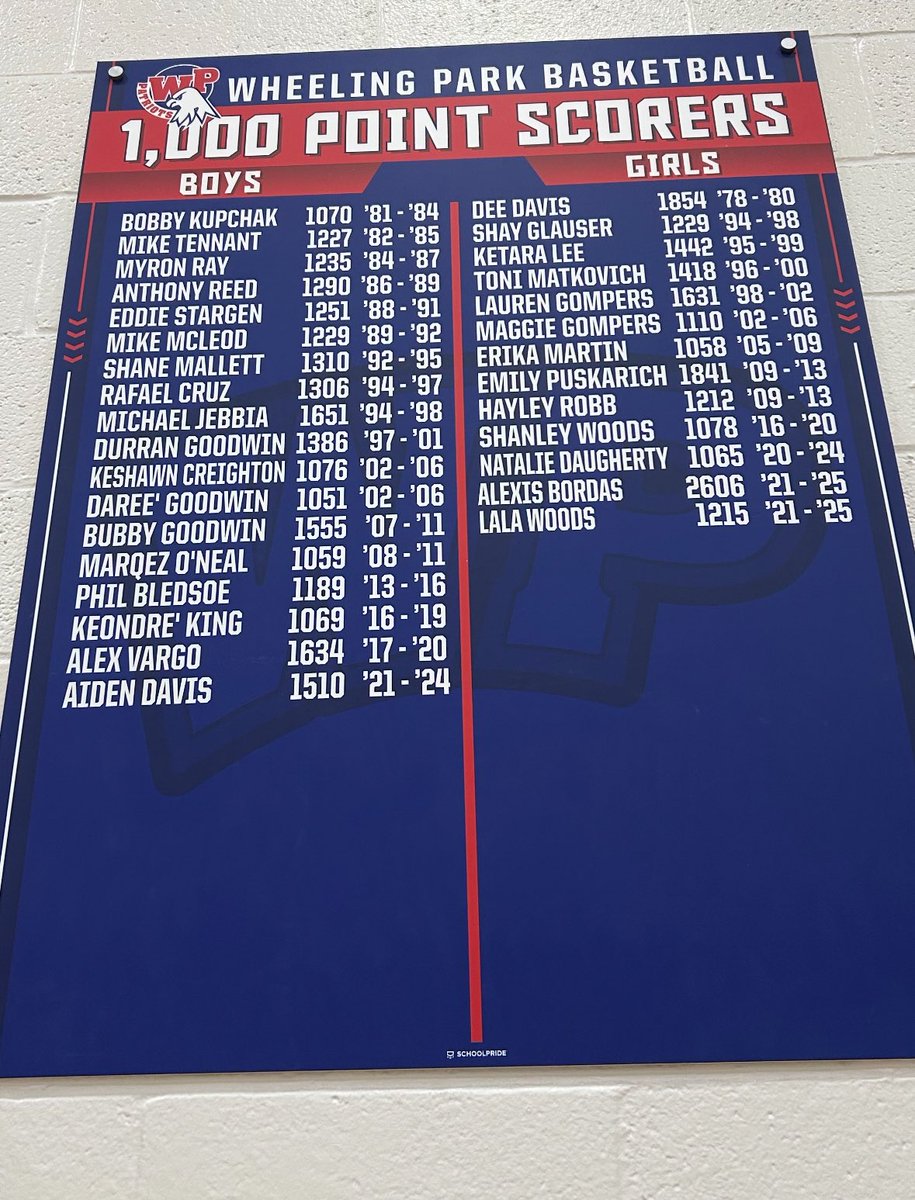 WP
PATRIOTS
WHEELING PARK BASKETBALL
1,000 POINT SCORERS
BOYS
BOBBY KUPCHAK 1070 '81 - '84
MIKE TENNANT 1227 '82 - '85
MYRON RAY 1235 '84 - '87
ANTHONY REED 1290 '86 - '89
EDDIE STARGEN 1251 '88 - '91
MIKE MCLEOD 1229 '89 - '92
SHANE MALLETT 1310 '92 - '95
RAFAEL CRUZ 1306 '94 - '97
MICHAEL JEBBIA 1651 '94 - '98
DURRAN GOODWIN 1386 '97 - '01
KESHAWN CREIGHTON 1076 '02 - '06
DAREE' GOODWIN 1051 '02 - '06
BUBBY GOODWIN 1555 '07 - '11
MARQEZ O'NEAL 1059 '08 - '11
PHIL BLEDSOE 1189 '13 - '16
KEONDRE' KING 1069 '16 - '19
ALEX VARGO 1634 '17 - '20
AIDEN DAVIS 1510 '21 - '24
GIRLS
DEE DAVIS 1854 '78 - '80
SHAY GLAUSER 1229 '94 - '98
KETARA LEE 1442 '95 - '99
TONI MATKOVICH 1418 '96 - '00
LAUREN GOMPERS 1631 '98 - '02
MAGGIE GOMPERS 1110 '02 - '06
ERIKA MARTIN 1058 '05 - '09
EMILY PUSKARICH 1841 '09 - '13
HAYLEY ROBB 1212 '09 - '13
SHANLEY WOODS 1078 '16 - '20
NATALIE DAUGHERTY 1065 '20 - '24
ALEXIS BORDAS 2606 '21 - '25
LALA WOODS 1215 '21 - '25
SCHOOLPRIDE